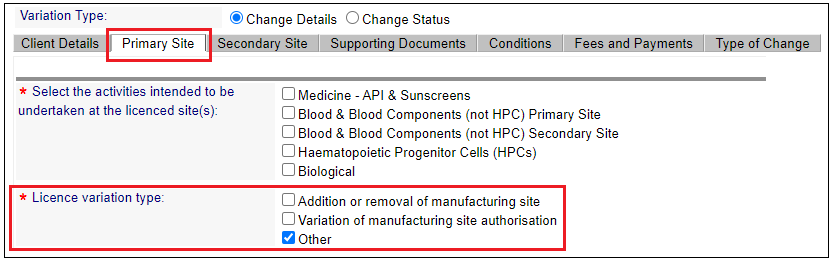 Variation Type: Change Details Change Status
Client Details Primary Site Secondary Site Supporting Documents Conditions Fees and Payments Type of Change
* Select the activities intended to be undertaken at the licenced site(s):
Medicine - API & Sunscreens
Blood & Blood Components (not HPC) Primary Site
Blood & Blood Components (not HPC) Secondary Site
Haematopoietic Progenitor Cells (HPCs)
Biological
* Licence variation type:
Addition or removal of manufacturing site
Variation of manufacturing site authorisation
Other